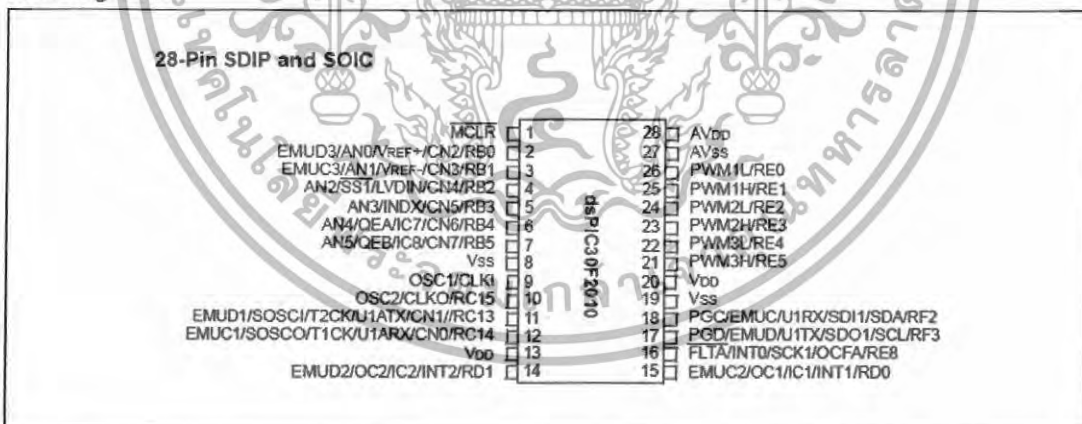 28-Pin SDIP and SOIC
MCLR 1 28 AVDD
EMUD3/AN0/VREF+/CN2/RB0 2 27 AVSS
EMUC3/AN1/VREF-/CN3/RB1 3 26 PWM1L/RE0
AN2/SS1/LVDIN/CN4/RB2 4 25 PWM1H/RE1
AN3/INDX/CN5/RB3 5 24 PWM2L/RE2
AN4/QEA/IC7/CN6/RB4 6 23 PWM2H/RE3
AN5/QEB/IC8/CN7/RB5 7 22 PWM3L/RE4
VSS 8 21 PWM3H/RE5
OSC1/CLKI 9 20 VDD
OSC2/CLKO/RC15 10 19 VSS
EMUD1/SOSCI/T2CK/U1ATX/CN1/RC13 11 18 PGC/EMUC/U1RX/SDI1/SDA/RF2
EMUC1/SOSCO/T1CK/U1ARX/CN0/RC14 12 17 PGD/EMUD/U1TX/SDO1/SCL/RF3
VDD 13 16 FLTA/INT0/SCK1/OCFA/RE8
EMUD2/OC2/IC2/INT2/RD1 14 15 EMUC2/OC1/IC1/INT1/RD0
dsPIC30F2010